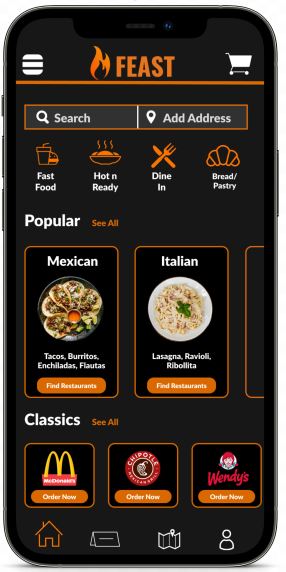 FEAST
Search
Add Address
Fast
Food
Hot n
Ready
Dine
In
Bread/
Pastry
Popular See All
Mexican
Tacos, Burritos,
Enchiladas, Flautas
Find Restaurants
Italian
Lasagna, Ravioli,
Ribollita
Find Restaurants
Classics See All
McDonald's
Order Now
CHIPOTLE
MEXICAN GRILL
Order Now
Wendy's
Order Now